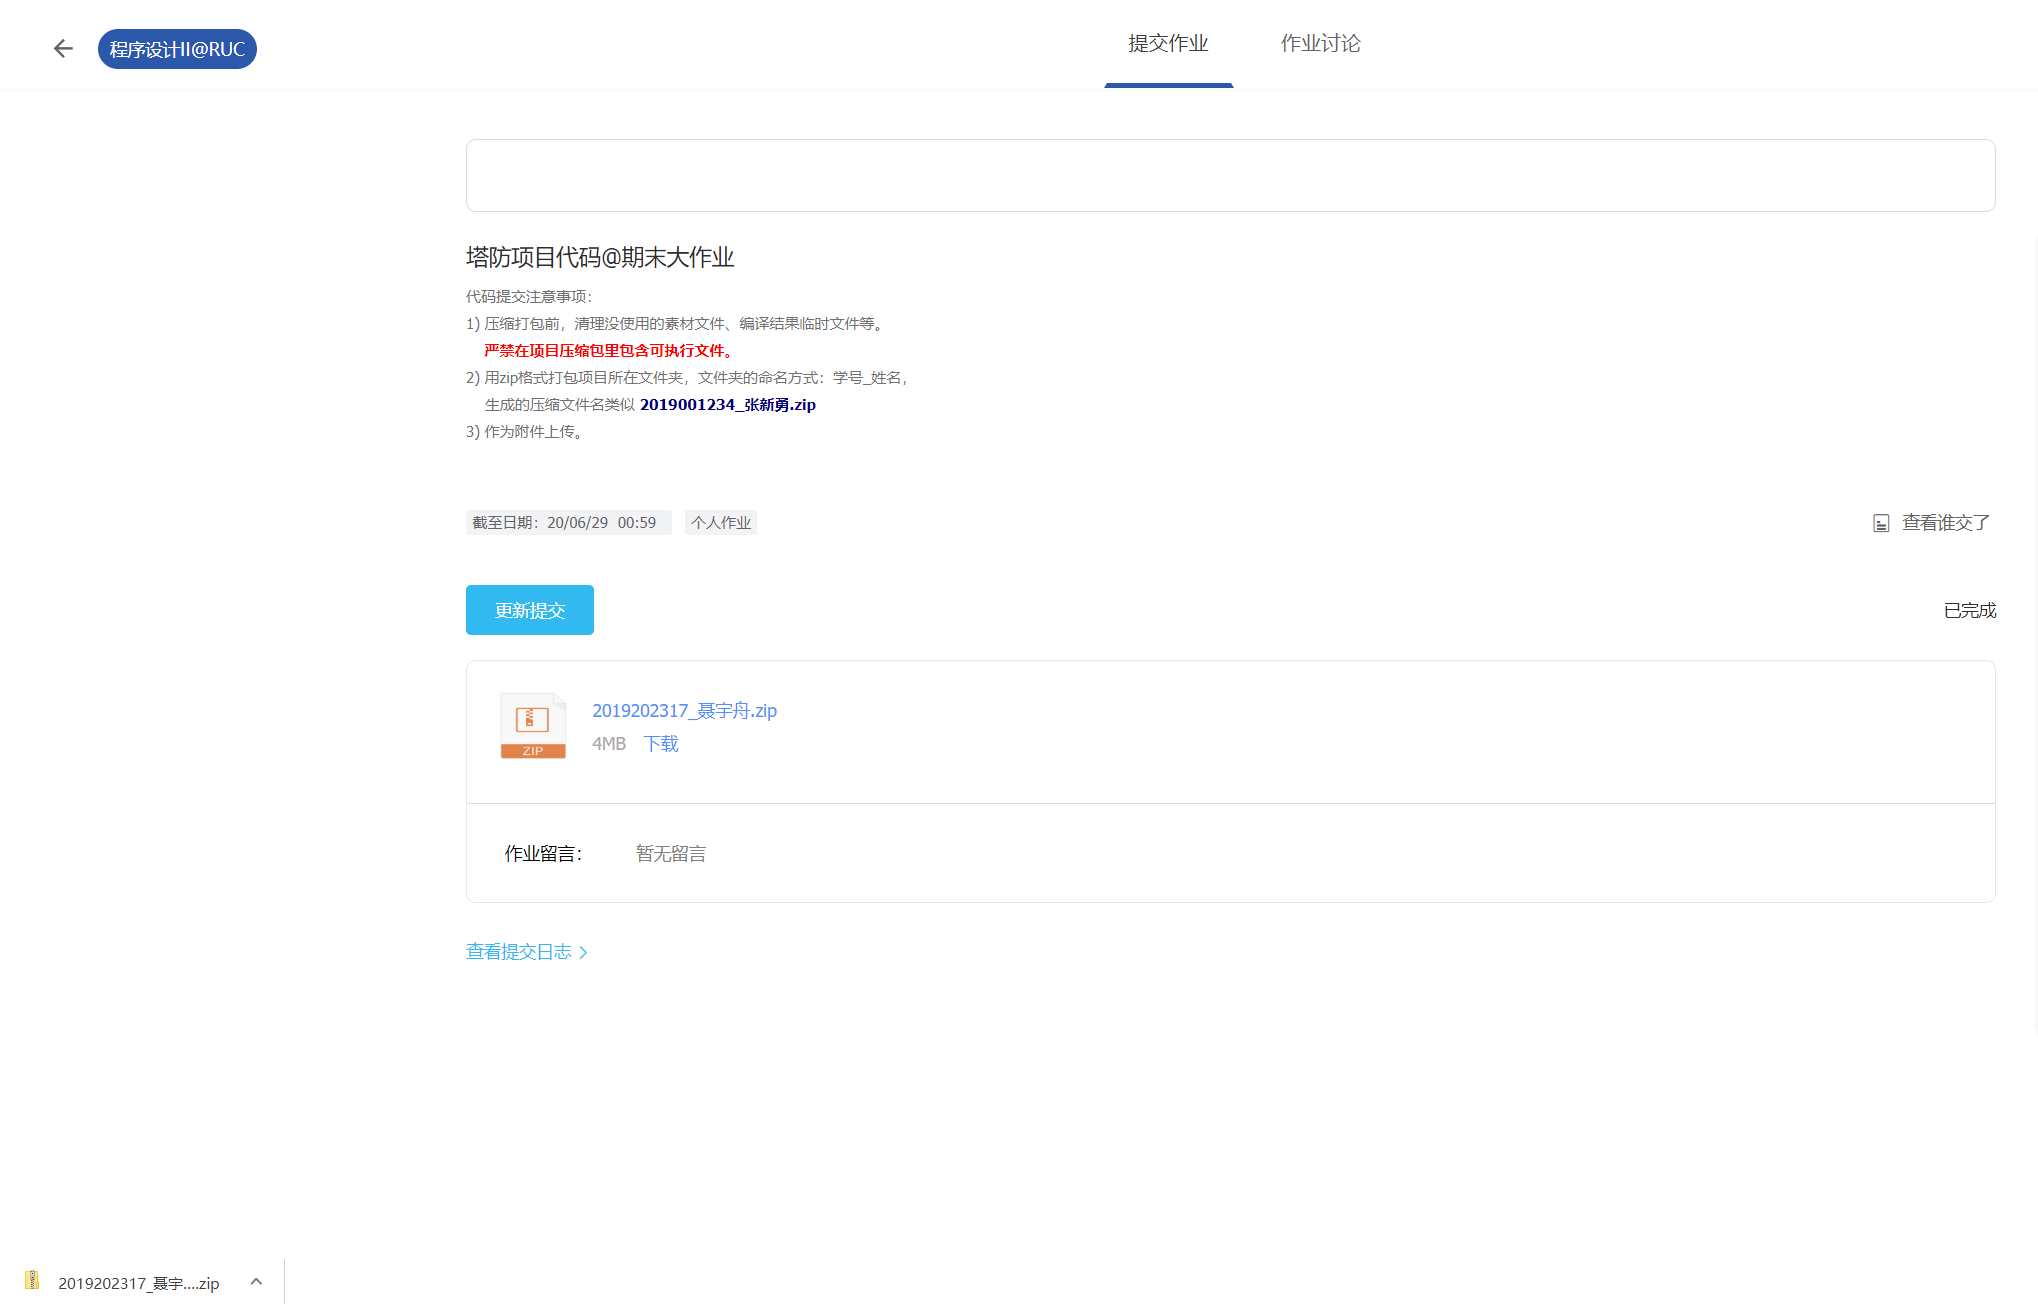 程序设计II@RUC
提交作业
作业讨论
塔防项目代码@期末大作业
代码提交注意事项：
1) 压缩打包前，清理没使用的素材文件、编译结果临时文件等。
严禁在项目压缩包里包含可执行文件。
2) 用zip格式打包项目所在文件夹，文件夹的命名方式：学号_姓名，
生成的压缩文件名类似 2019001234_张新勇.zip
3) 作为附件上传。
截至日期：20/06/29 00:59
个人作业
查看谁交了
更新提交
已完成
ZIP
2019202317_聂宇舟.zip
4MB 下载
作业留言： 暂无留言
查看提交日志
2019202317_聂宇....zip